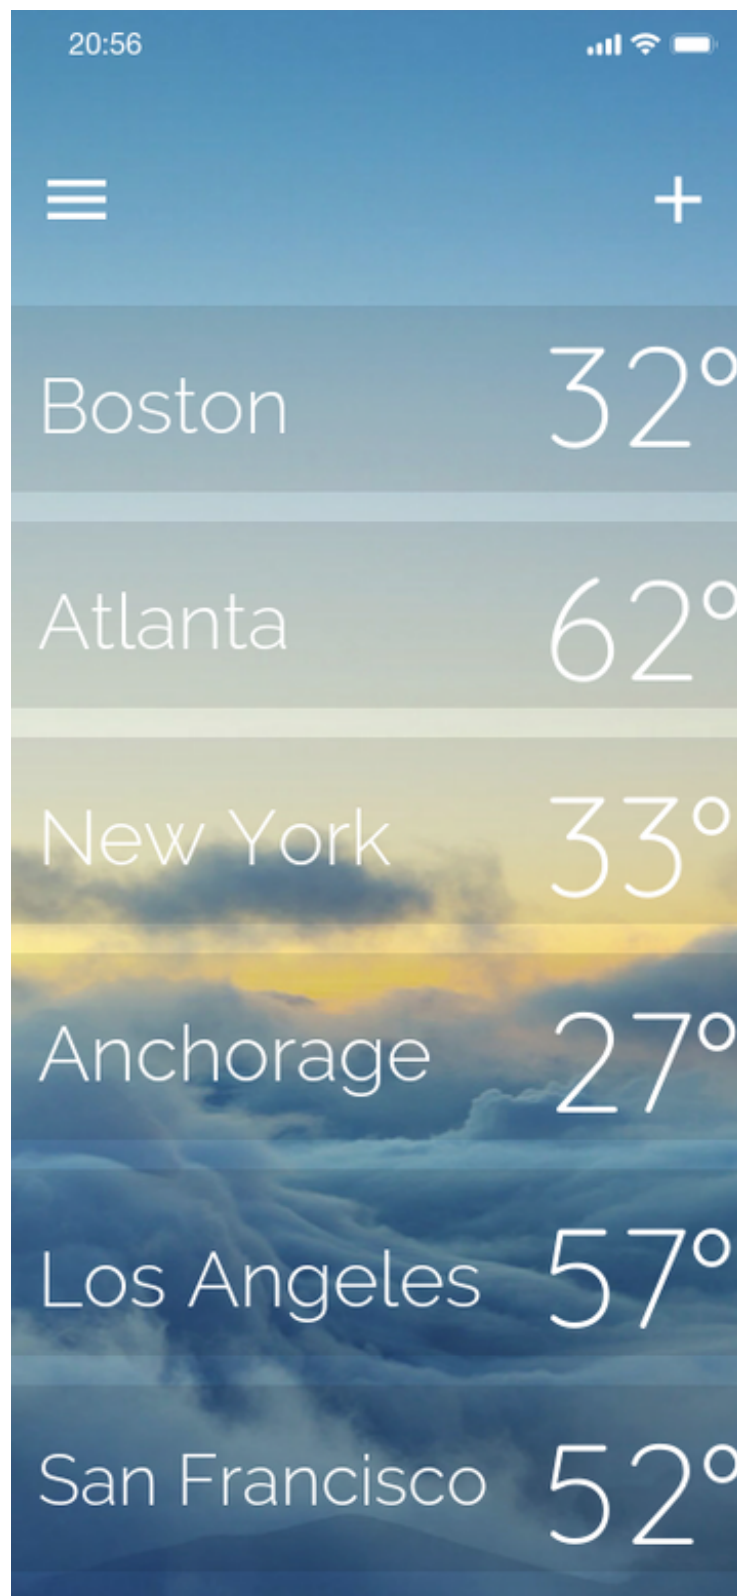 20:56
Boston 32°
Atlanta 62°
New York 33°
Anchorage 27°
Los Angeles 57°
San Francisco 52°